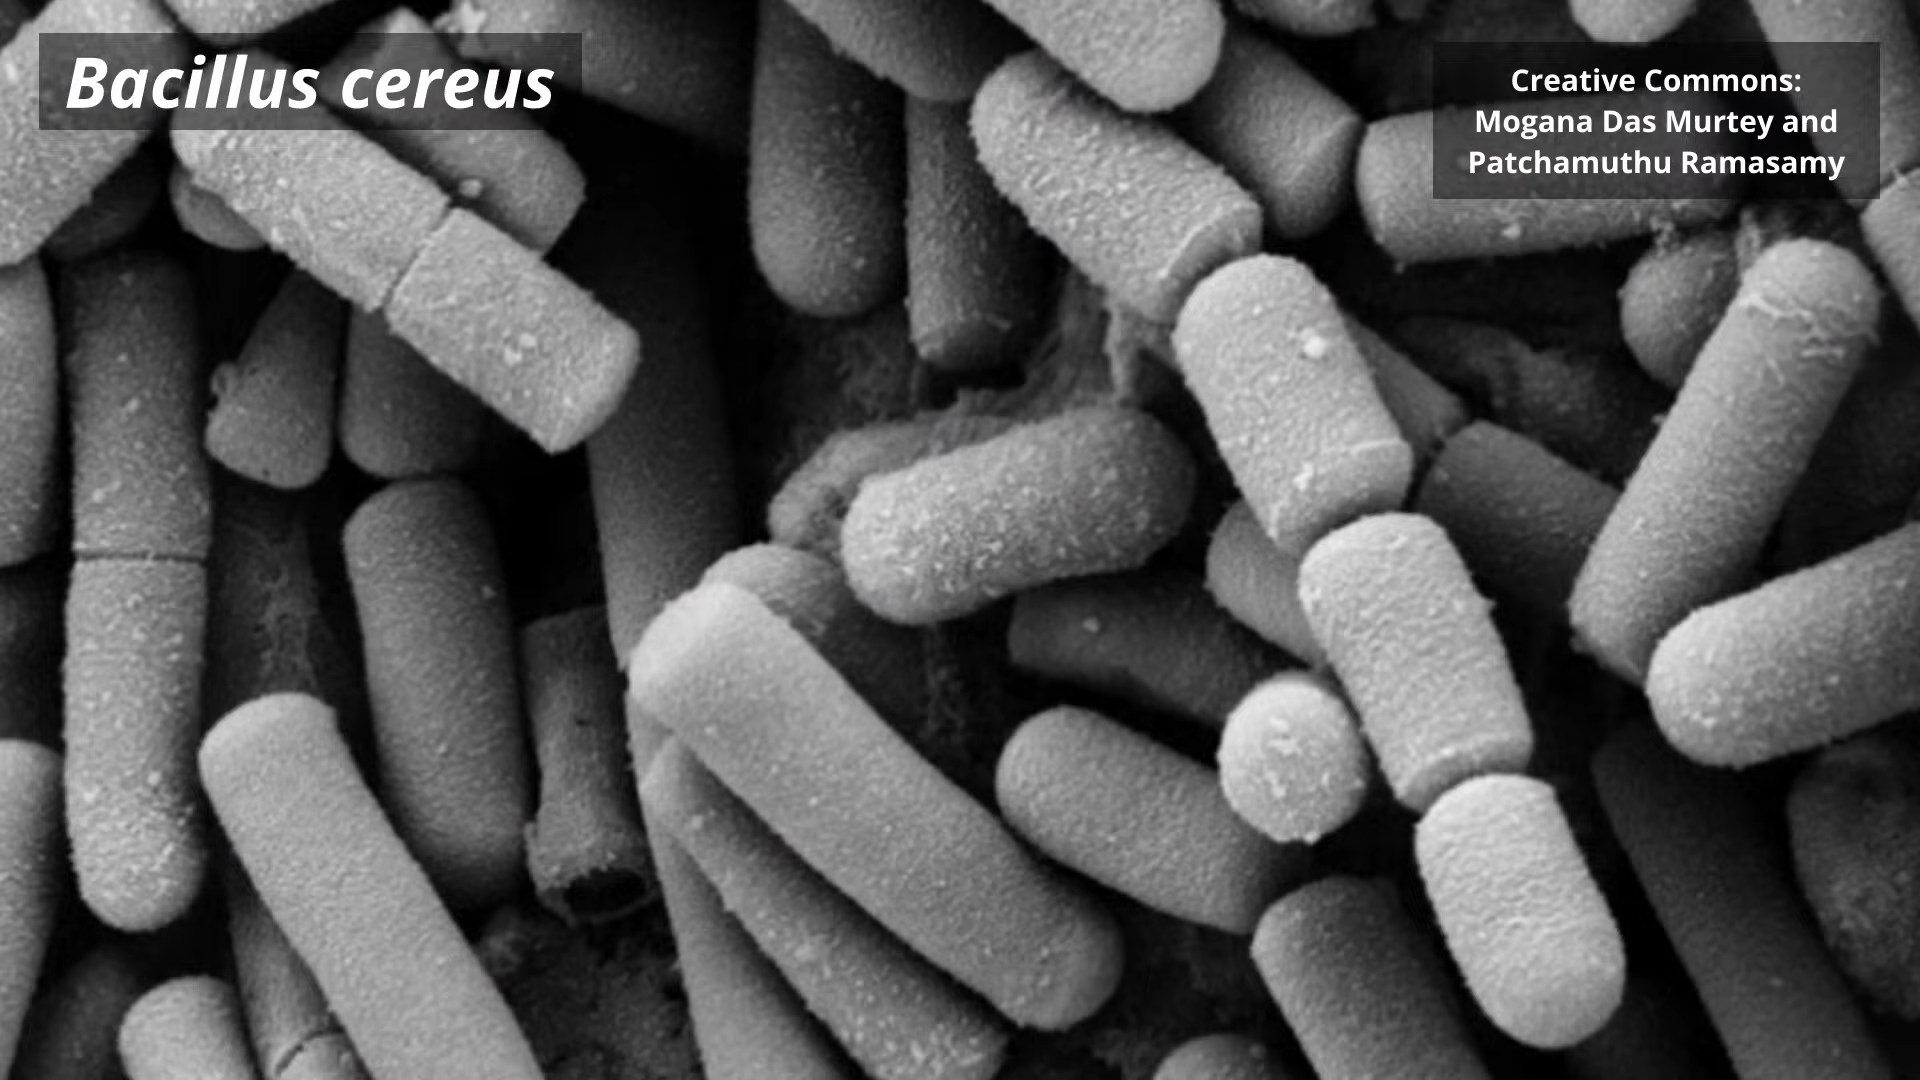 Bacillus cereus
Creative Commons:
Mogana Das Murtey and
Patchamuthu Ramasamy